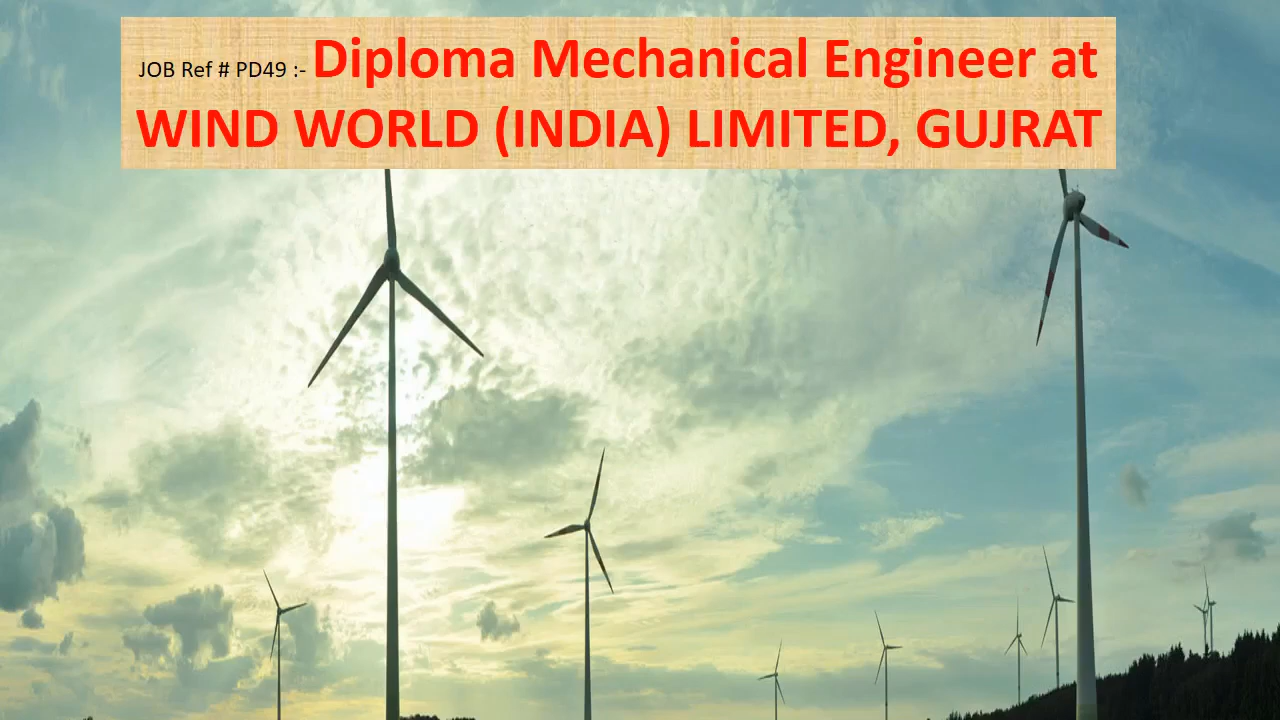 JOB Ref # PD49 :- Diploma Mechanical Engineer at
WIND WORLD (INDIA) LIMITED, GUJRAT